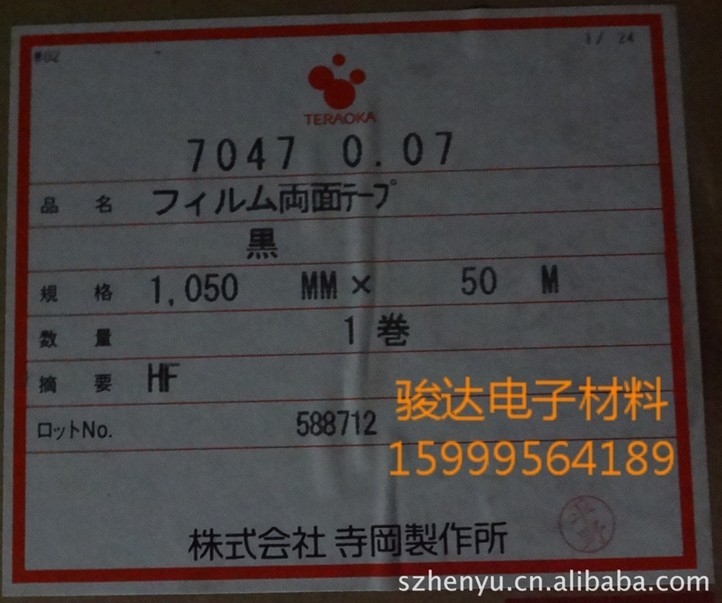 #02
1/ 24
TERAOKA
7047 0.07
品名 フィルム両面テープ
黒
規格 1,050 MM × 50 M
数量 1 巻
摘要 HF
ロットNo. 588712
骏达电子材料
15999564189
株式会社 寺岡製作所
szhenyu.cn.alibaba.com